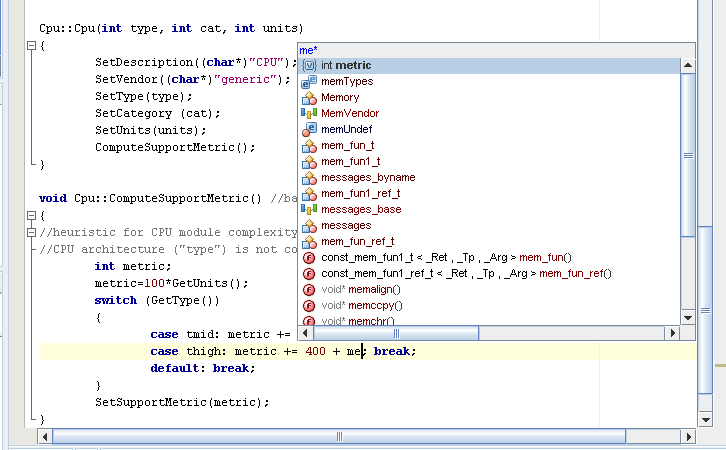 Cpu::Cpu(int type, int cat, int units)
{
SetDescription((char*)"CPU");
SetVendor((char*)"generic");
SetType(type);
SetCategory (cat);
SetUnits(units);
ComputeSupportMetric();
}
void Cpu::ComputeSupportMetric() //ba
{
//heuristic for CPU module complexity
//CPU architecture ("type") is not co
int metric;
metric=100*GetUnits();
switch (GetType())
{
case tmid: metric +=
case thigh: metric += 400 + me; break;
default: break;
}
SetSupportMetric(metric);
}
me*
int metric
memTypes
Memory
MemVendor
memUndef
mem_fun_t
mem_fun1_t
messages_byname
mem_fun1_ref_t
messages_base
messages
mem_fun_ref_t
const_mem_fun1_t < _Ret , _Tp , _Arg > mem_fun()
const_mem_fun1_ref_t < _Ret , _Tp , _Arg > mem_fun_ref()
void* memalign()
void* memccpy()
void* memchr()